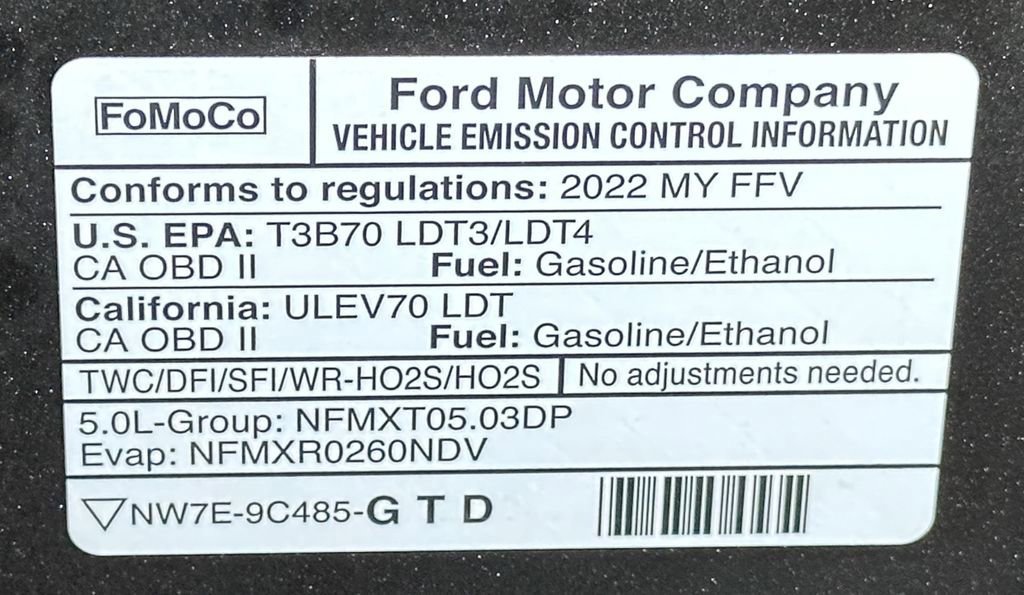 FoMoCo
Ford Motor Company
VEHICLE EMISSION CONTROL INFORMATION
Conforms to regulations: 2022 MY FFV
U.S. EPA: T3B70 LDT3/LDT4
CA OBD II Fuel: Gasoline/Ethanol
California: ULEV70 LDT
CA OBD II Fuel: Gasoline/Ethanol
TWC/DFI/SFI/WR-HO2S/HO2S No adjustments needed.
5.0L-Group: NFMXT05.03DP
Evap: NFMXR0260NDV
NW7E-9C485-G T D